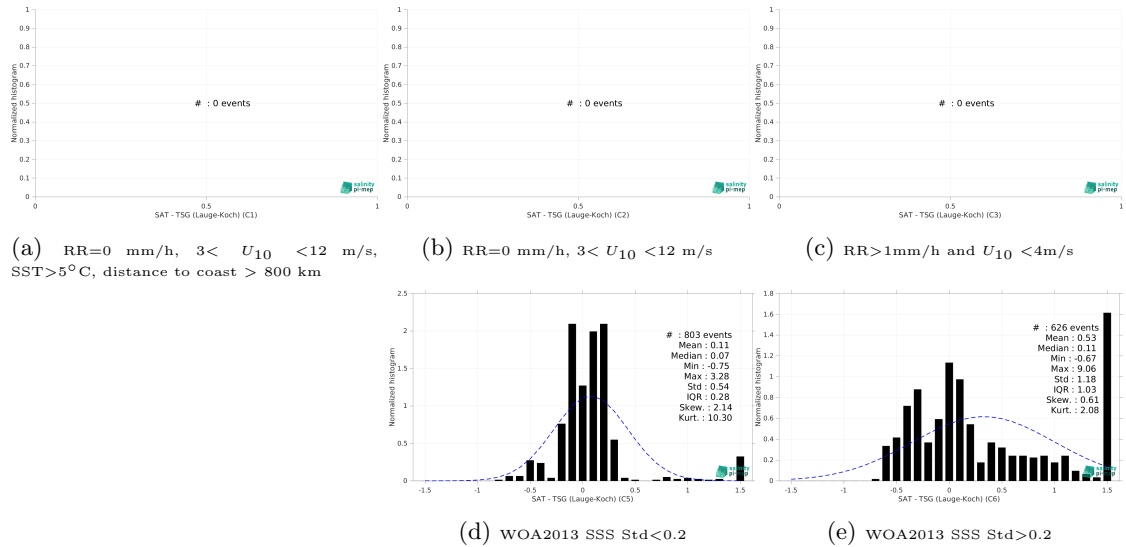 1
0.9
0.8
0.7
0.6
0.5
0.4
0.3
0.2
0.1
0
Normalized histogram
# : 0 events
salinity
pi-mep
0 0.5 1
SAT - TSG (Lauge-Koch) (C1)
(a) RR=0 mm/h, 3< U10 <12 m/s,
SST>5°C, distance to coast > 800 km
1
0.9
0.8
0.7
0.6
0.5
0.4
0.3
0.2
0.1
0
Normalized histogram
# : 0 events
salinity
pi-mep
0 0.5 1
SAT - TSG (Lauge-Koch) (C2)
(b) RR=0 mm/h, 3< U10 <12 m/s
1
0.9
0.8
0.7
0.6
0.5
0.4
0.3
0.2
0.1
0
Normalized histogram
# : 0 events
salinity
pi-mep
0 0.5 1
SAT - TSG (Lauge-Koch) (C3)
(c) RR>1mm/h and U10 <4m/s
2.5
2
1.5
1
0.5
0
Normalized histogram
# : 803 events
Mean : 0.11
Median : 0.07
Min : -0.75
Max : 3.28
Std : 0.54
IQR : 0.28
Skew. : 2.14
Kurt. : 10.30
salinity
pi-mep
-1.5 -1 -0.5 0 0.5 1 1.5
SAT - TSG (Lauge-Koch) (C5)
(d) WOA2013 SSS Std<0.2
1.8
1.6
1.4
1.2
1
0.8
0.6
0.4
0.2
0
Normalized histogram
# : 626 events
Mean : 0.53
Median : 0.11
Min : -0.67
Max : 9.06
Std : 1.18
IQR : 1.03
Skew. : 0.61
Kurt. : 2.08
salinity
pi-mep
-1.5 -1 -0.5 0 0.5 1 1.5
SAT - TSG (Lauge-Koch) (C6)
(e) WOA2013 SSS Std>0.2